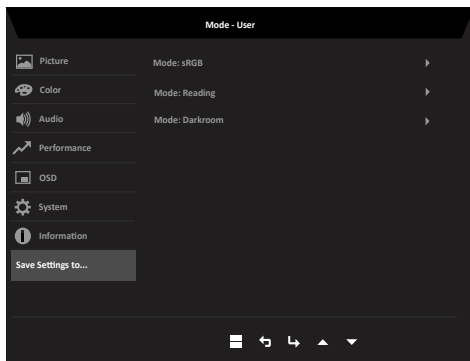 Mode - User
Picture
Color
Audio
Performance
OSD
System
Information
Save Settings to...
Mode: sRGB
Mode: Reading
Mode: Darkroom